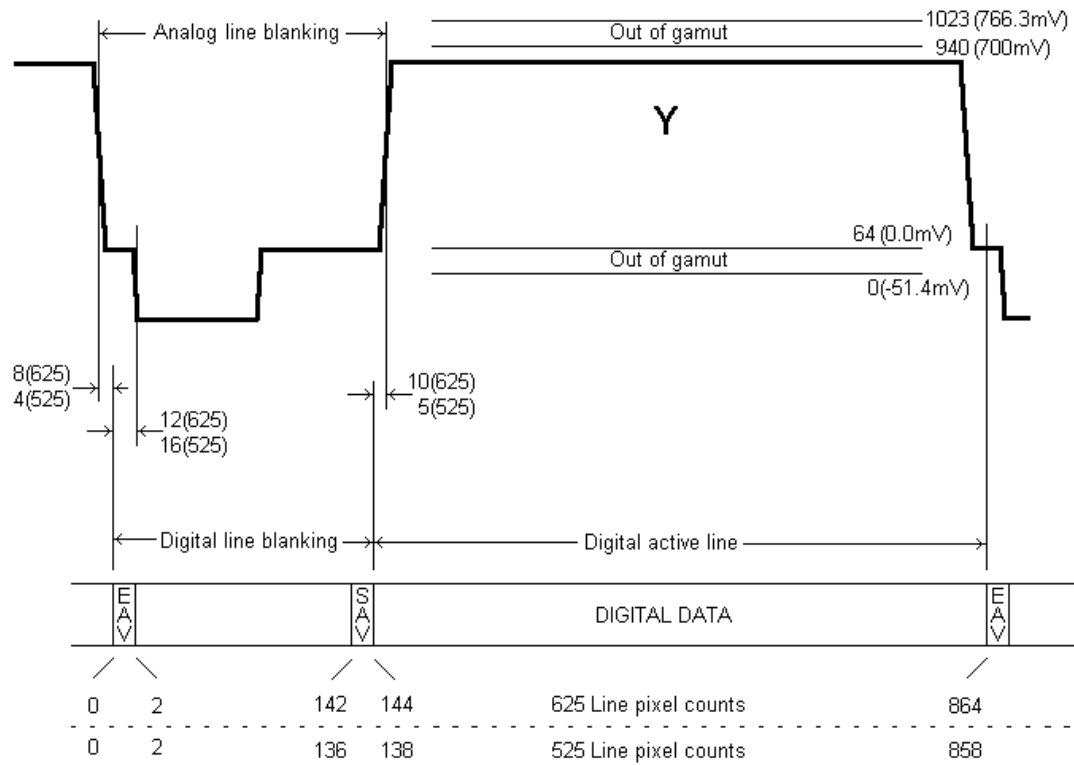 Analog line blanking
Out of gamut
1023 (766.3mV)
940 (700mV)
Y
64 (0.0mV)
Out of gamut
0(-51.4mV)
8(625)
4(525)
12(625)
16(525)
10(625)
5(525)
Digital line blanking
Digital active line
EAV
SAV
DIGITAL DATA
EAV
0 2 142 144 625 Line pixel counts 864
0 2 136 138 525 Line pixel counts 858